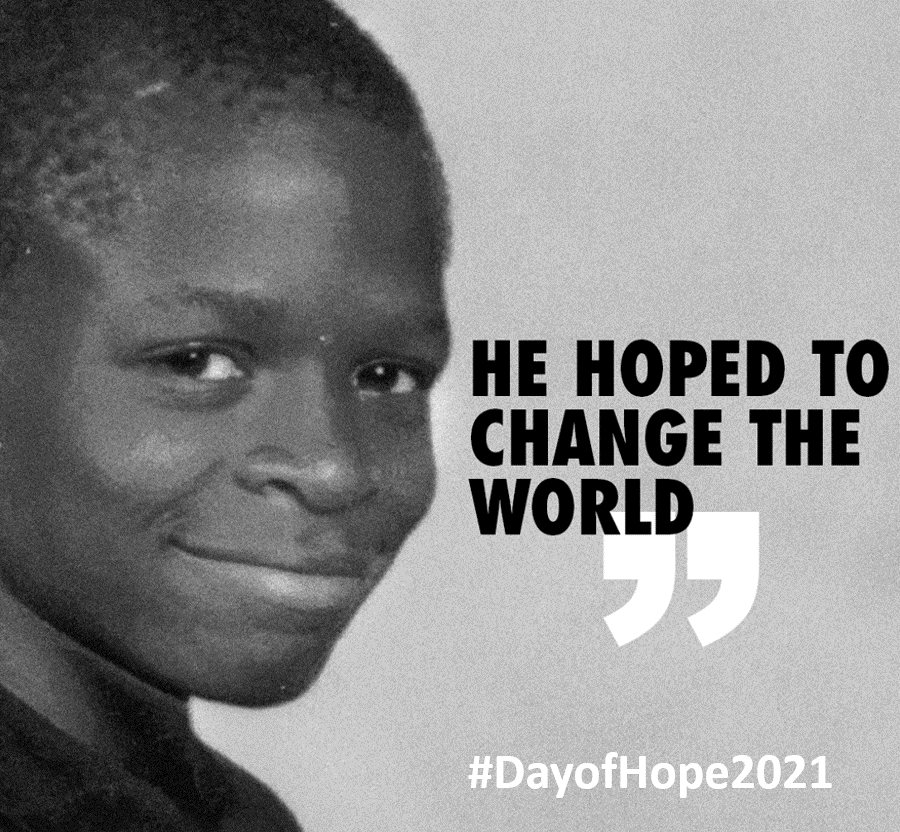 HE HOPED TO
CHANGE THE
WORLD
”
#DayofHope2021